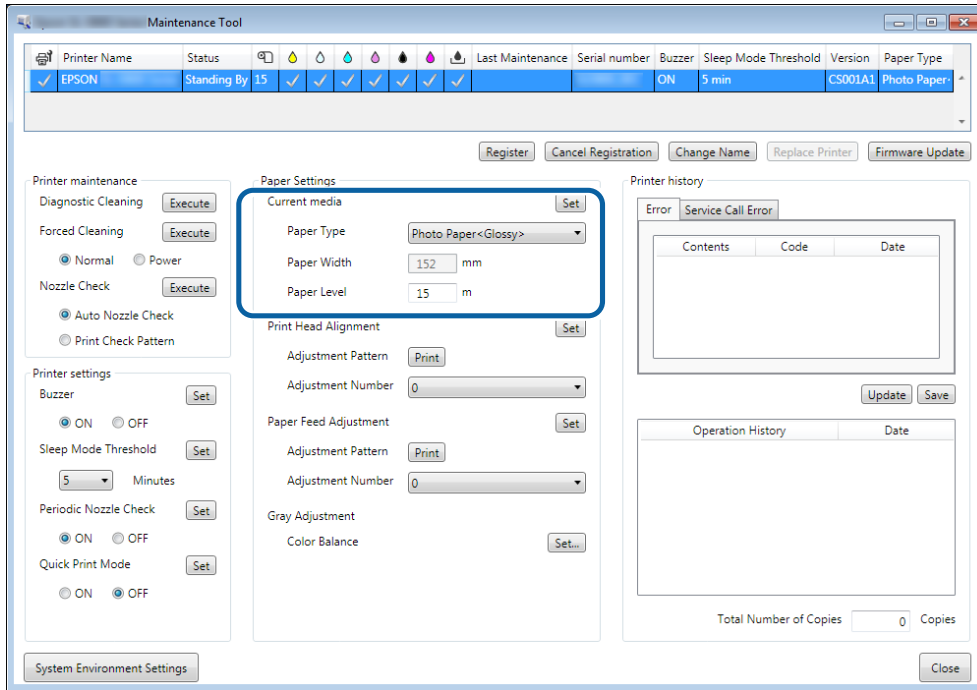 Maintenance Tool
Printer Name Status Last Maintenance Serial number Buzzer Sleep Mode Threshold Version Paper Type
EPSON Standing By 15 ON 5 min CS001A1 Photo Paper
Register Cancel Registration Change Name Replace Printer Firmware Update
Printer maintenance
Diagnostic Cleaning Execute
Forced Cleaning Execute
Normal Power
Nozzle Check Execute
Auto Nozzle Check
Print Check Pattern
Printer settings
Buzzer Set
ON OFF
Sleep Mode Threshold Set
5 Minutes
Periodic Nozzle Check Set
ON OFF
Quick Print Mode Set
ON OFF
Paper Settings
Current media Set
Paper Type Photo Paper<Glossy>
Paper Width 152 mm
Paper Level 15 m
Print Head Alignment Set
Adjustment Pattern Print
Adjustment Number 0
Paper Feed Adjustment Set
Adjustment Pattern Print
Adjustment Number 0
Gray Adjustment
Color Balance Set...
Printer history
Error Service Call Error
Contents Code Date
Update Save
Operation History Date
Total Number of Copies 0 Copies
System Environment Settings Close